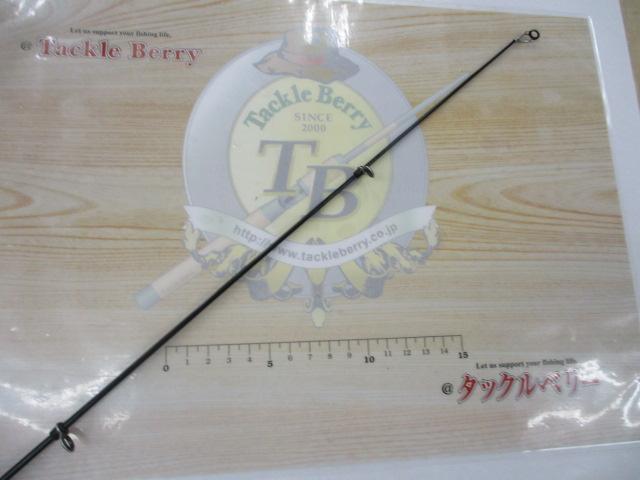 Let us support your fishing life.
@ Tackle Berry
Tackle Berry
SINCE
2000
TB
http://www.tackleberry.co.jp
0 1 2 3 4 5 6 7 8 9 10 11 12 13 14 15
Let us support your fishing life.
@ タックルベリー